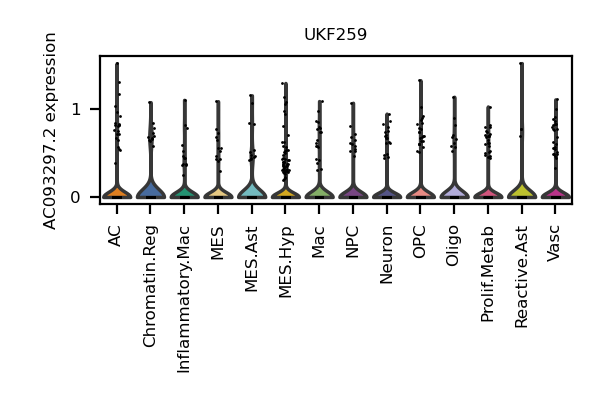 UKF259
AC093297.2 expression
1
0
AC
Chromatin.Reg
Inflammatory.Mac
MES
MES.Ast
MES.Hyp
Mac
NPC
Neuron
OPC
Oligo
Prolif.Metab
Reactive.Ast
Vasc